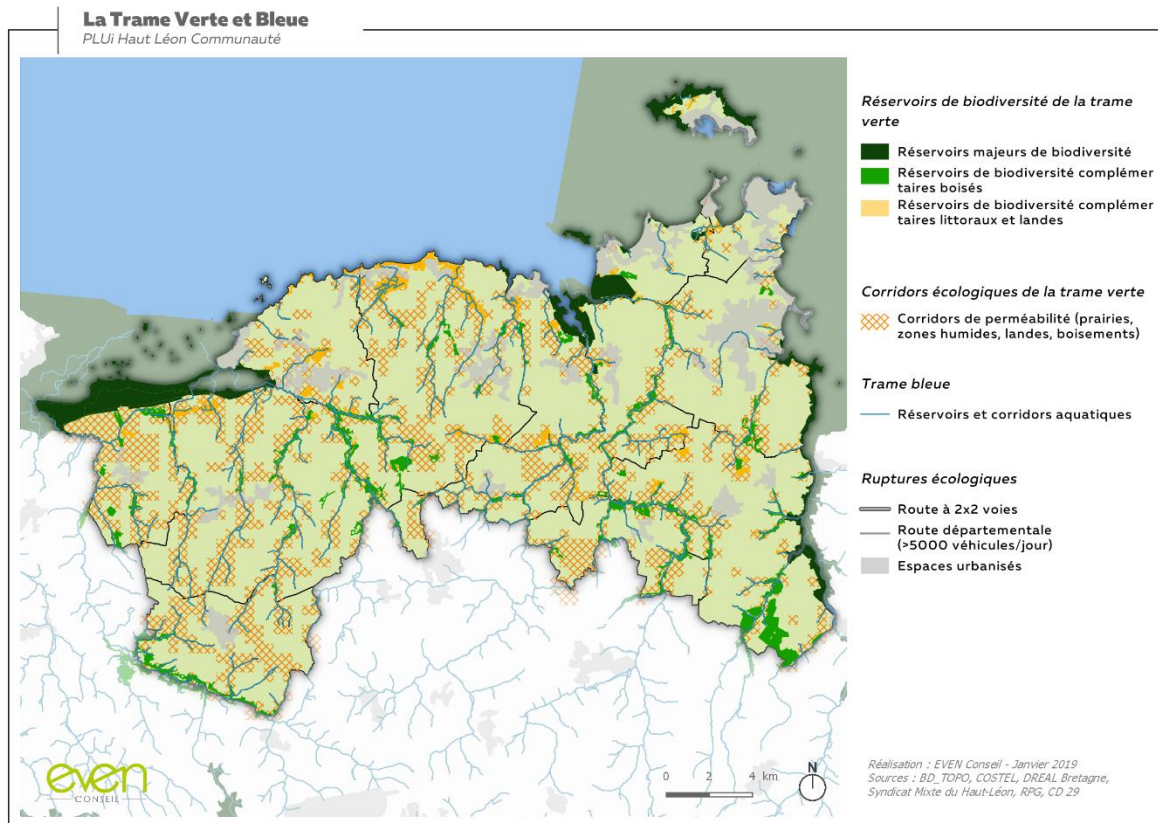 La Trame Verte et Bleue
PLUi Haut Léon Communauté
Réservoirs de biodiversité de la trame
verte
Réservoirs majeurs de biodiversité
Réservoirs de biodiversité complémer
taires boisés
Réservoirs de biodiversité complémer
taires littoraux et landes
Corridors écologiques de la trame verte
Corridors de perméabilité (prairies,
zones humides, landes, boisements)
Trame bleue
Réservoirs et corridors aquatiques
Ruptures écologiques
Route à 2x2 voies
Route départementale
(>5000 véhicules/jour)
Espaces urbanisés
even
CONSEIL
0 2 4 km
N
Réalisation : EVEN Conseil - Janvier 2019
Sources : BD_TOPO, COSTEL, DREAL Bretagne,
Syndicat Mixte du Haut-Léon, RPG, CD 29